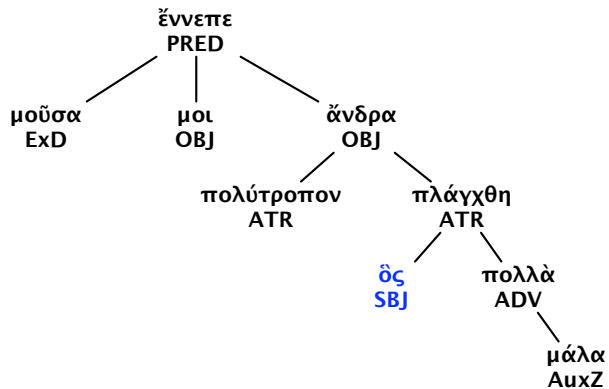 ἔννεπε
PRED
μοῦσα μοι ἄνδρα
ExD OBJ OBJ
πολύτροπον πλάγχθη
ATR ATR
ὃς πολλὰ
SBJ ADV
μάλα
AuxZ